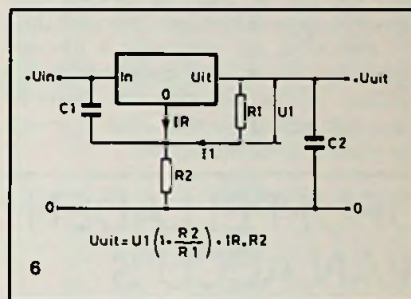 +Uin
In
Uit
+Uuit
C1
0
IR
R1
U1
I1
C2
R2
0
0
Uuit = U1 (1 + R2/R1) + IR.R2
6